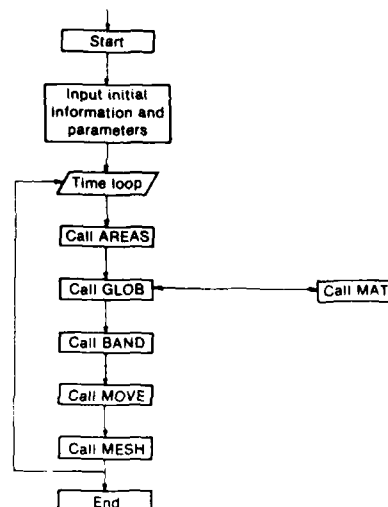 Start
Input initial
information and
parameters
Time loop
Call AREAS
Call GLOB
Call MAT
Call BAND
Call MOVE
Call MESH
End